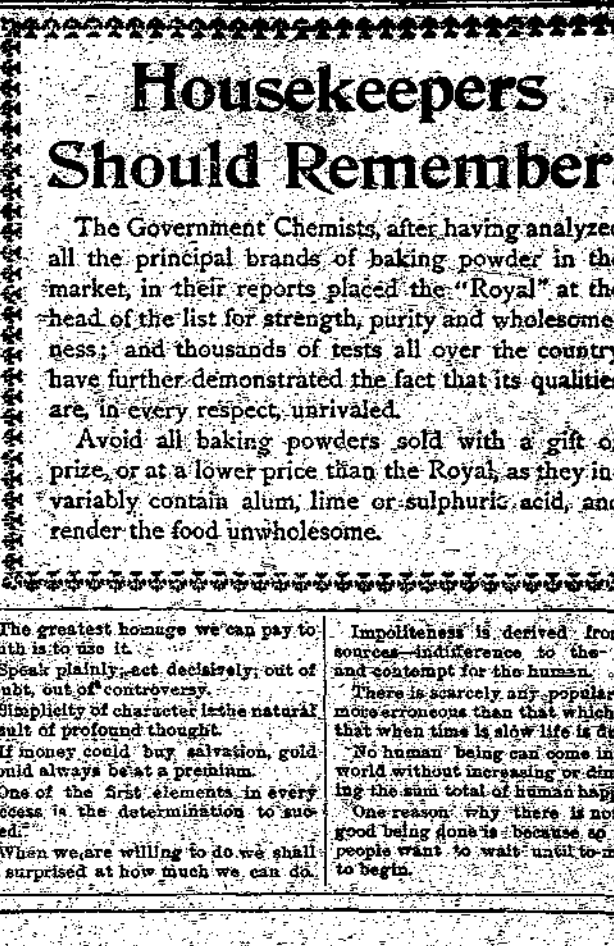 Housekeepers
Should Remember
The Government Chemists, after having analyzed
all the principal brands of baking powder in the
market, in their reports placed the “Royal” at the
head of the list for strength, purity and wholesome-
ness; and thousands of tests all over the country
have further demonstrated the fact that its qualities
are, in every respect, unrivaled.
Avoid all baking powders sold with a gift or
prize, or at a lower price than the Royal, as they in-
variably contain alum, lime or sulphuric acid, and
render the food unwholesome.
The greatest homage we can pay to
uth is to use it.
Speak plainly; act decisively; out of
ubt, out of controversy.
Simplicity of character is the natural
sult of profound thought.
If money could buy salvation, gold
ould always be at a premium.
One of the first elements in every
ccess is the determination to suc-
ed.
When we are willing to do we shall
surprised at how much we can do.
Impoliteness is derived from
sources—indifference to the
and contempt for the human.
There is scarcely any popular
more erroneous than that which
that when time is slow life is
No human being can come in
world without increasing or dim
ing the sum total of human happ
One reason why there is not
good being done is because so
people want to wait until to-m
to begin.